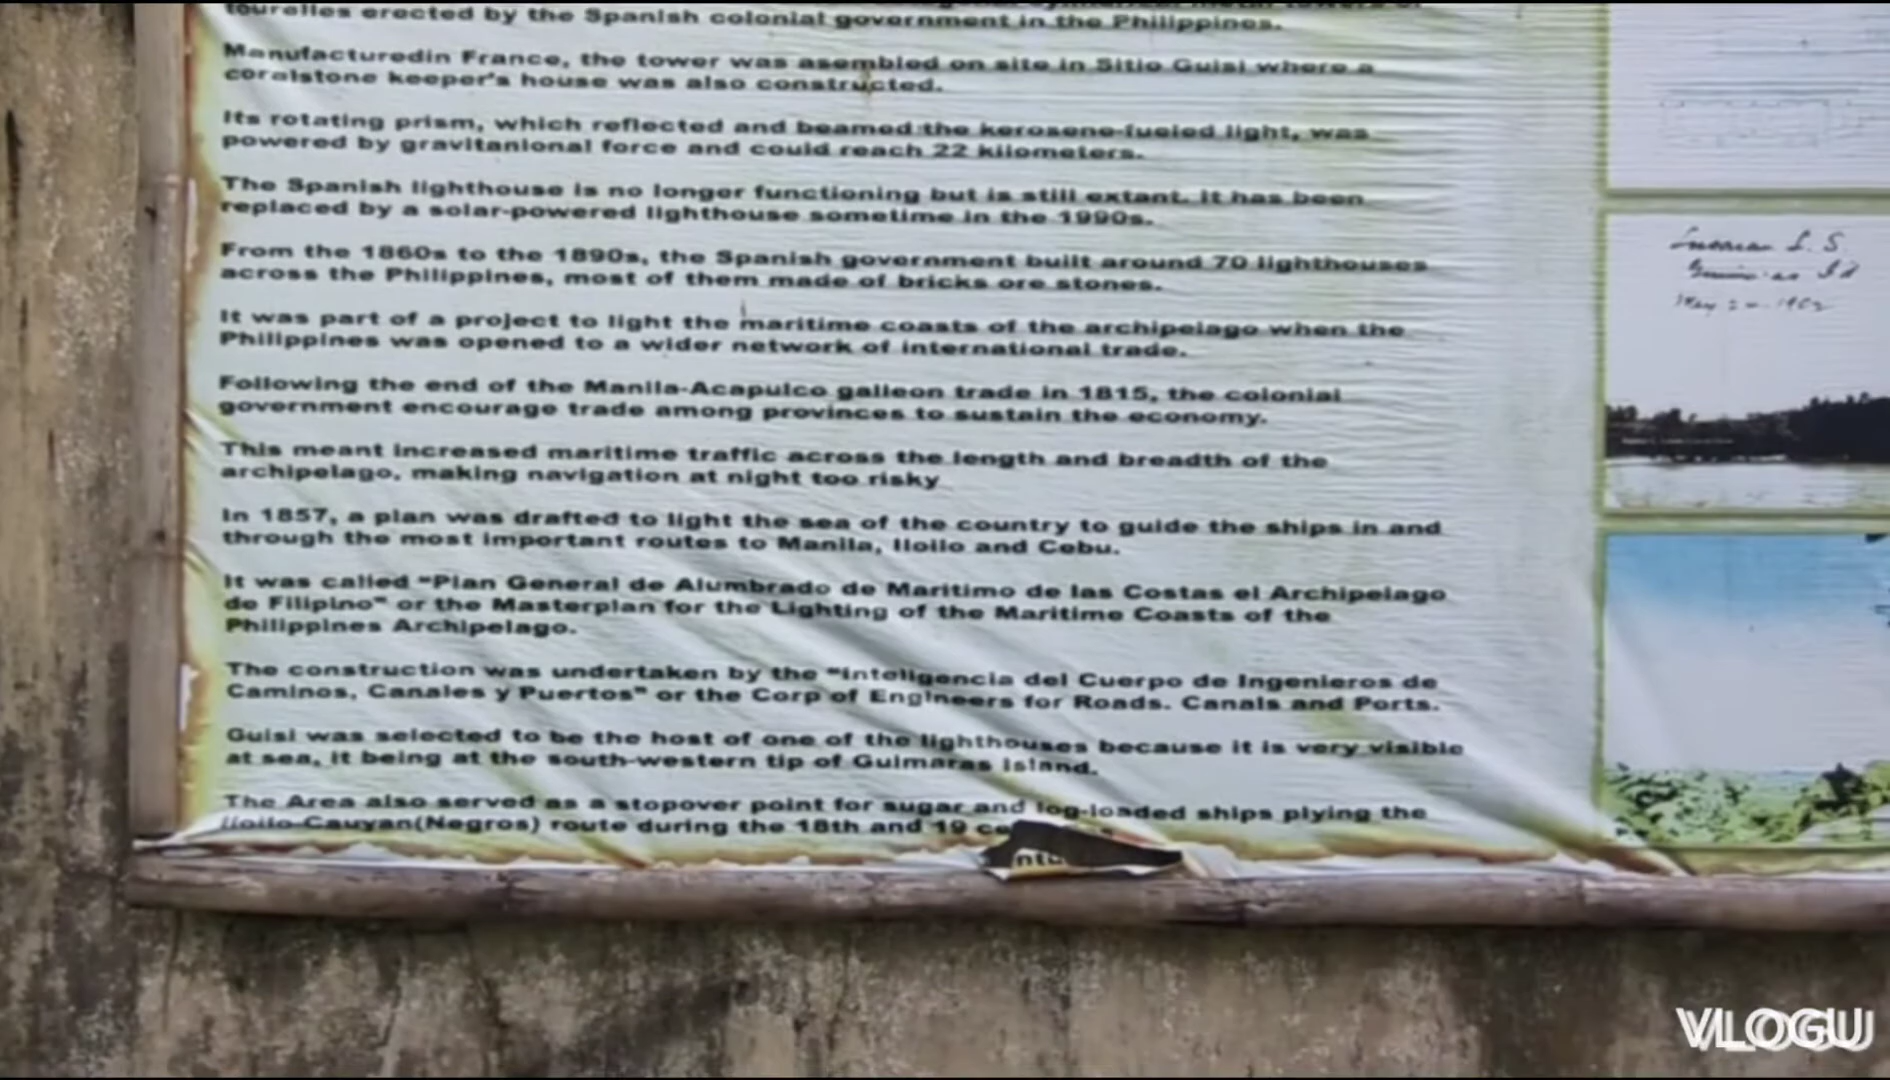 tourelles erected by the Spanish colonial government in the Philippines.
Manufacturedin France, the tower was asembled on site in Sitio Guisi where a
coralstone keeper's house was also constructed.
Its rotating prism, which reflected and beamed the kerosene-fueled light, was
powered by gravitanional force and could reach 22 kilometers.
The Spanish lighthouse is no longer functioning but is still extant. It has been
replaced by a solar-powered lighthouse sometime in the 1990s.
From the 1860s to the 1890s, the Spanish government built around 70 lighthouses
across the Philippines, most of them made of bricks ore stones.
It was part of a project to light the maritime coasts of the archipelago when the
Philippines was opened to a wider network of international trade.
Following the end of the Manila-Acapulco galleon trade in 1815, the colonial
government encourage trade among provinces to sustain the economy.
This meant increased maritime traffic across the length and breadth of the
archipelago, making navigation at night too risky
In 1857, a plan was drafted to light the sea of the country to guide the ships in and
through the most important routes to Manila, Iloilo and Cebu.
It was called "Plan General de Alumbrado de Maritimo de las Costas el Archipelago
de Filipino" or the Masterplan for the Lighting of the Maritime Coasts of the
Philippines Archipelago.
The construction was undertaken by the "inteligencia del Cuerpo de Ingenieros de
Caminos, Canales y Puertos" or the Corp of Engineers for Roads. Canals and Ports.
Guisi was selected to be the host of one of the lighthouses because it is very visible
at sea, it being at the south-western tip of Guimaras Island.
The Area also served as a stopover point for sugar and log-loaded ships plying the
Iloilo-Cauyan(Negros) route during the 18th and 19 ce
ntu
VLOGU